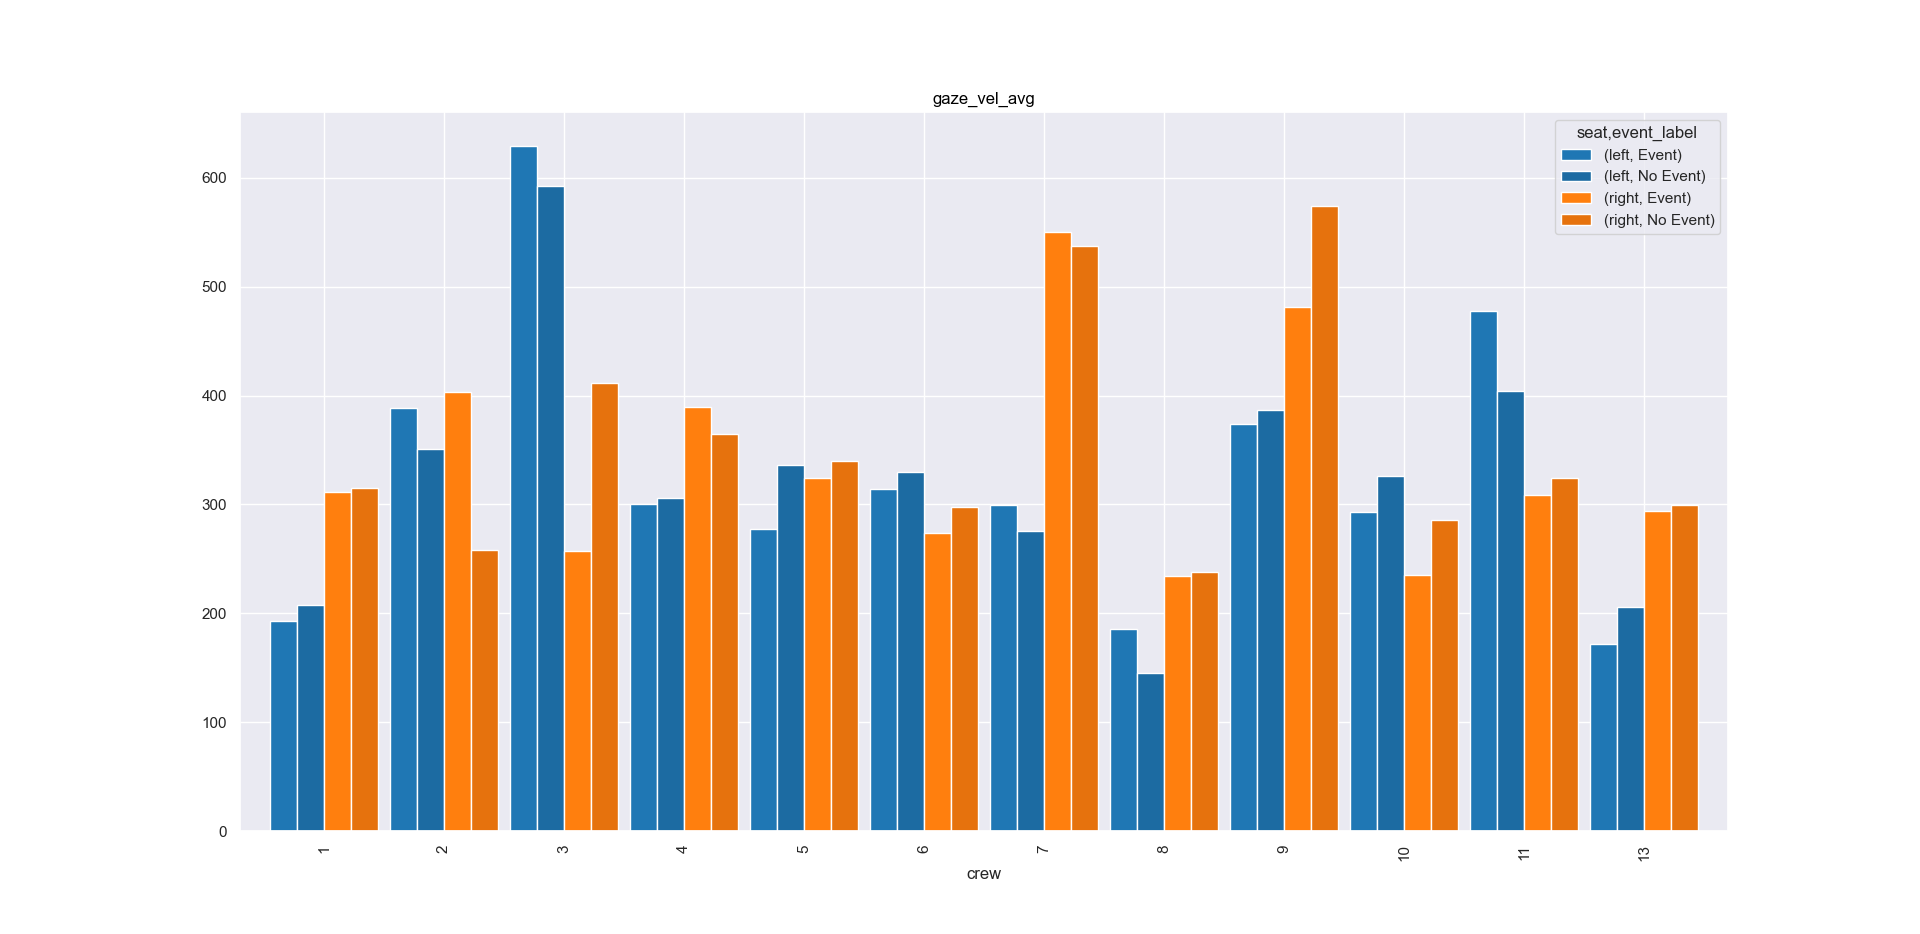 gaze_vel_avg
seat,event_label
(left, Event)
(left, No Event)
(right, Event)
(right, No Event)
600
500
400
300
200
100
0
1 2 3 4 5 6 7 8 9 10 11 13
crew